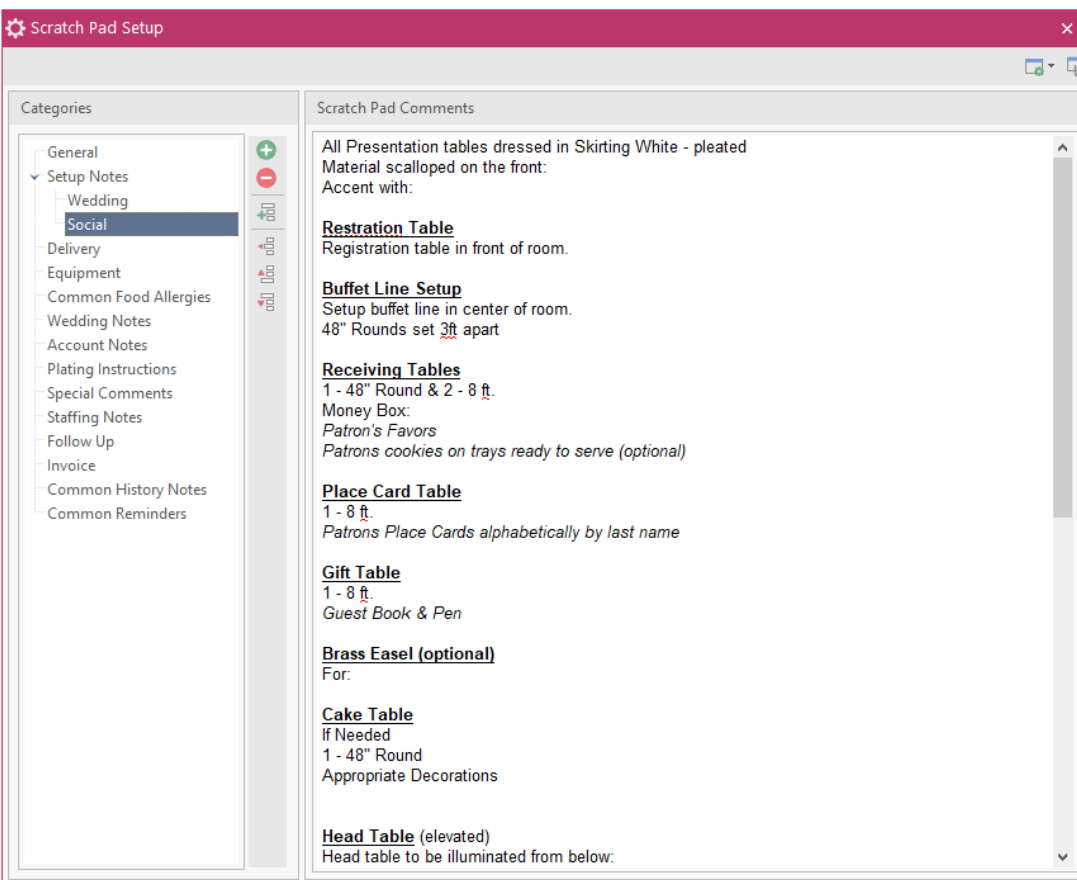 Scratch Pad Setup
Categories
General
Setup Notes
Wedding
Social
Delivery
Equipment
Common Food Allergies
Wedding Notes
Account Notes
Plating Instructions
Special Comments
Staffing Notes
Follow Up
Invoice
Common History Notes
Common Reminders
Scratch Pad Comments
All Presentation tables dressed in Skirting White - pleated
Material scalloped on the front:
Accent with:
Restration Table
Registration table in front of room.
Buffet Line Setup
Setup buffet line in center of room.
48" Rounds set 3ft apart
Receiving Tables
1 - 48" Round & 2 - 8 ft.
Money Box:
Patron's Favors
Patrons cookies on trays ready to serve (optional)
Place Card Table
1 - 8 ft.
Patrons Place Cards alphabetically by last name
Gift Table
1 - 8 ft.
Guest Book & Pen
Brass Easel (optional)
For:
Cake Table
If Needed
1 - 48" Round
Appropriate Decorations
Head Table (elevated)
Head table to be illuminated from below: